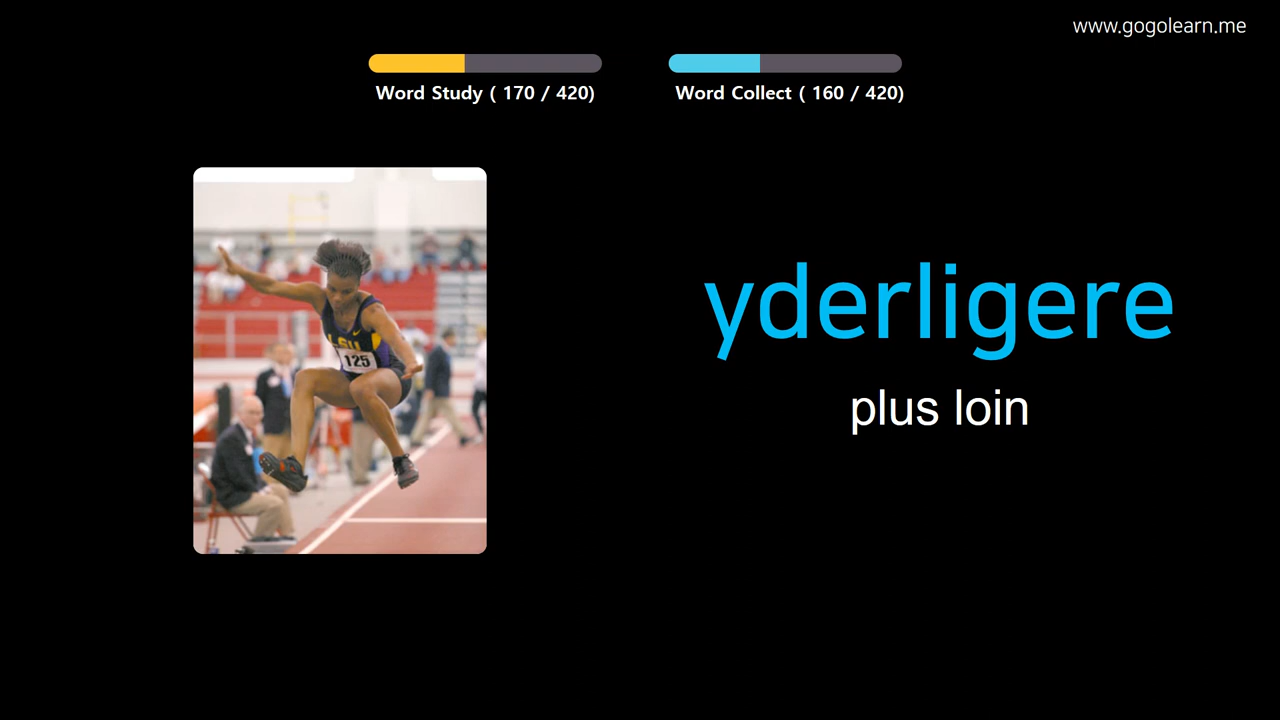 www.gogolearn.me
Word Study ( 170 / 420)
Word Collect ( 160 / 420)
LSU
125
yderligere
plus loin